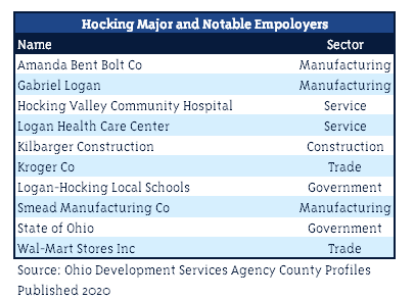 Hocking Major and Notable Empoloyers
Name Sector
Amanda Bent Bolt Co Manufacturing
Gabriel Logan Manufacturing
Hocking Valley Community Hospital Service
Logan Health Care Center Service
Kilbarger Construction Construction
Kroger Co Trade
Logan-Hocking Local Schools Government
Smead Manufacturing Co Manufacturing
State of Ohio Government
Wal-Mart Stores Inc Trade
Source: Ohio Development Services Agency County Profiles
Published 2020